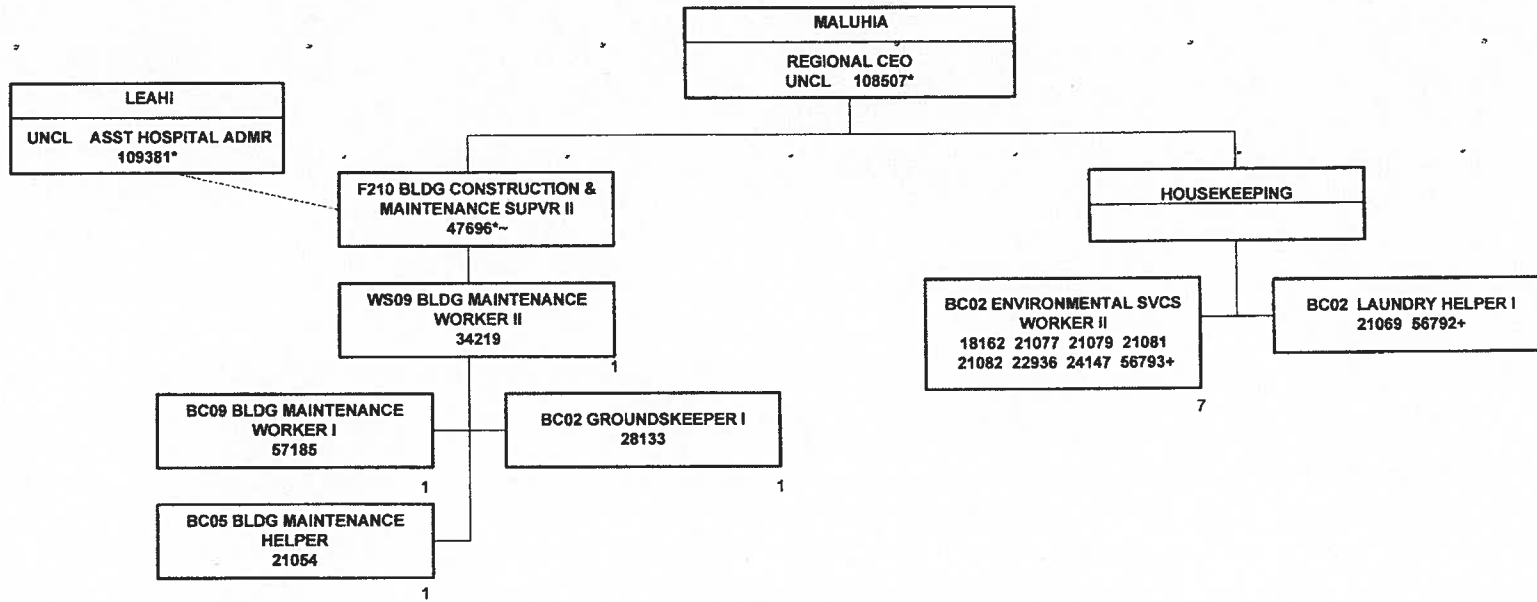 MALUHIA
REGIONAL CEO
UNCL 108507*
LEAHI
UNCL ASST HOSPITAL ADMR
109381*
F210 BLDG CONSTRUCTION &
MAINTENANCE SUPVR II
47696*~
HOUSEKEEPING
WS09 BLDG MAINTENANCE
WORKER II
34219
1
BC02 ENVIRONMENTAL SVCS
WORKER II
18162 21077 21079 21081
21082 22936 24147 56793+
7
BC02 LAUNDRY HELPER I
21069 56792+
BC09 BLDG MAINTENANCE
WORKER I
57185
1
BC02 GROUNDSKEEPER I
28133
1
BC05 BLDG MAINTENANCE
HELPER
21054
1